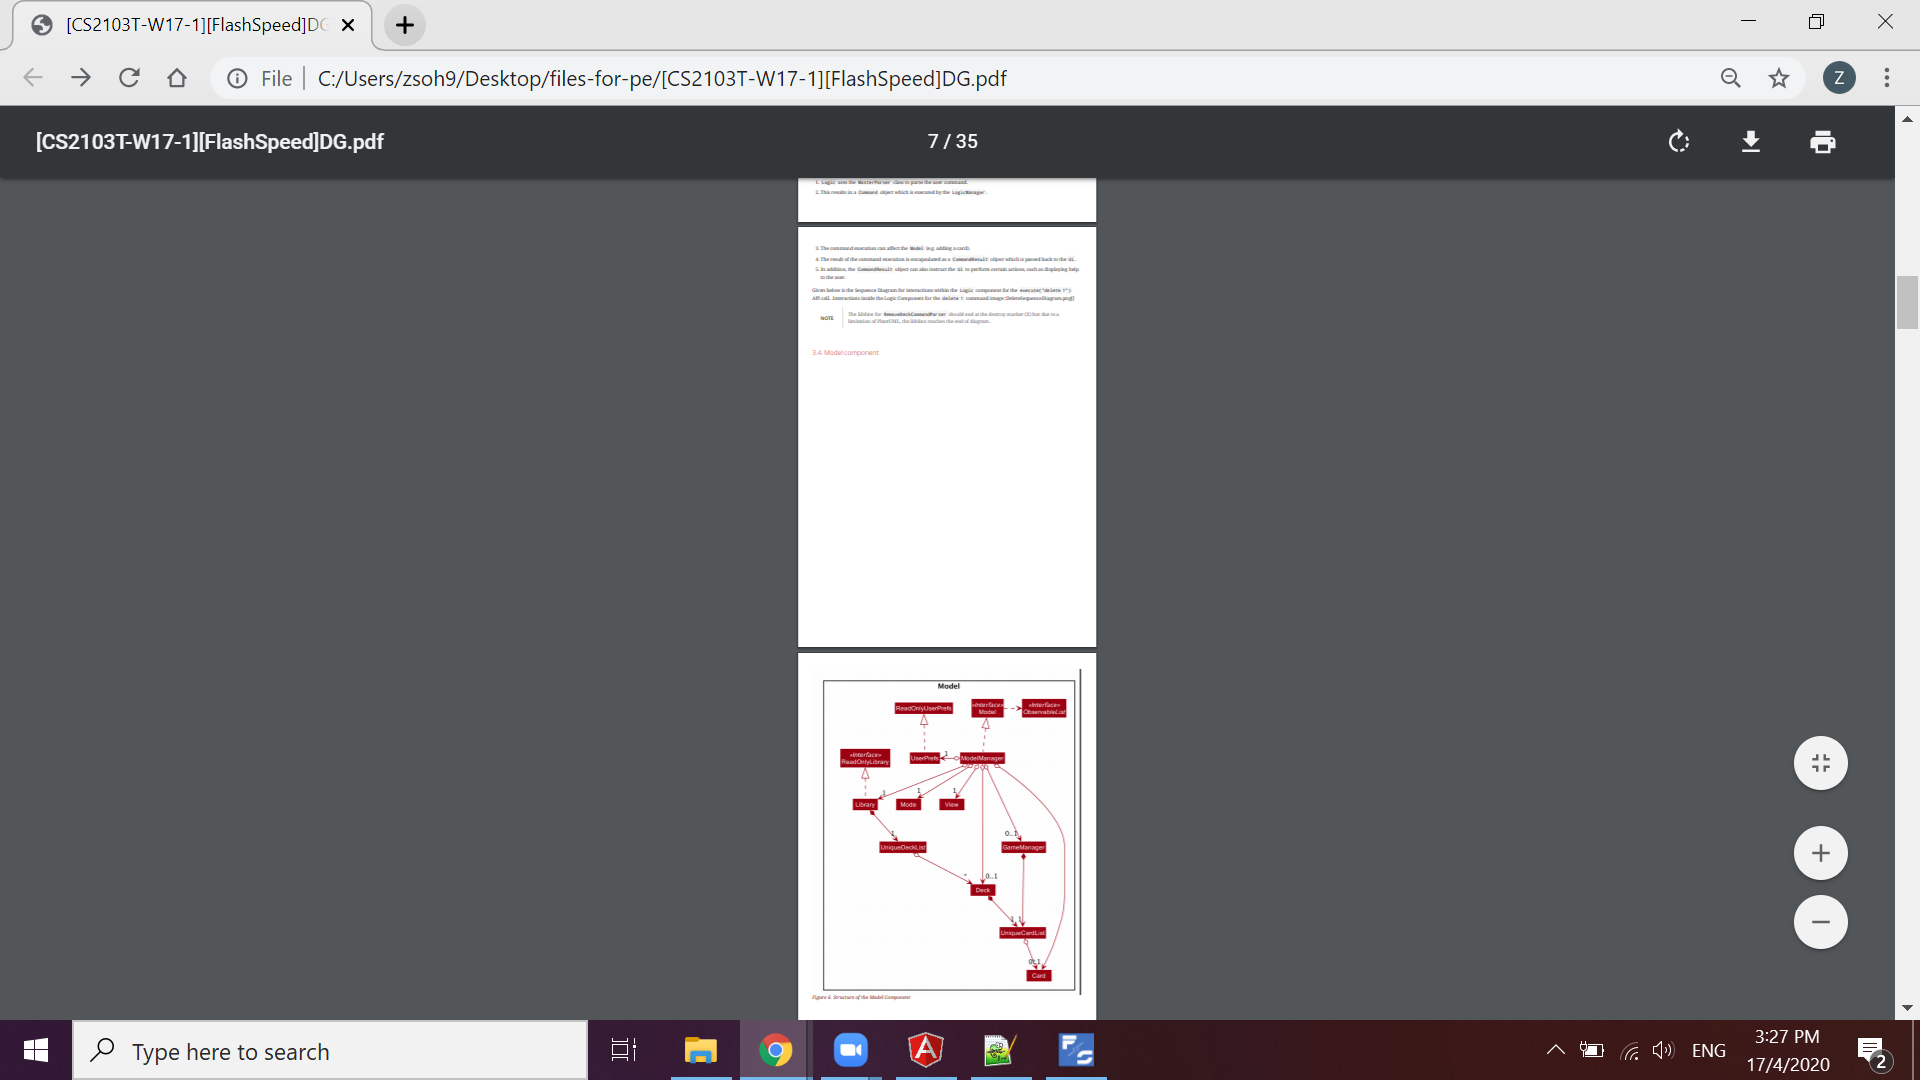 [CS2103T-W17-1][FlashSpeed]DG
File
C:/Users/zsoh9/Desktop/files-for-pe/[CS2103T-W17-1][FlashSpeed]DG.pdf
Z
[CS2103T-W17-1][FlashSpeed]DG.pdf
7 / 35
1. Logic uses the MasterParser class to parse the user command.
2. This results in a Command object which is executed by the LogicManager.
3. The command execution can affect the Model (e.g. adding a card).
4. The result of the command execution is encapsulated as a CommandResult object which is passed back to the Ui.
5. In addition, the CommandResult object can also instruct the Ui to perform certain actions, such as displaying help
to the user.
Given below is the Sequence Diagram for interactions within the Logic component for the execute("delete 1")
API call. Interactions inside the Logic Component for the delete 1 command image::DeleteSequenceDiagram.png[]
NOTE
The lifeline for RemoveDeckCommandParser should end at the destroy marker (X) but due to a
limitation of PlantUML, the lifeline reaches the end of diagram.
3.4. Model component
Model
ReadOnlyUserPrefs
«Interface»
Model
«Interface»
ObservableList
«Interface»
ReadOnlyLibrary
UserPrefs
1
ModelManager
1
1
1
Library
Mode
View
1
0..1
UniqueDeckList
GameManager
*
0..1
Deck
1
1
UniqueCardList
0..1
Card
Figure 6. Structure of the Model Component
Type here to search
ENG
3:27 PM
17/4/2020
2